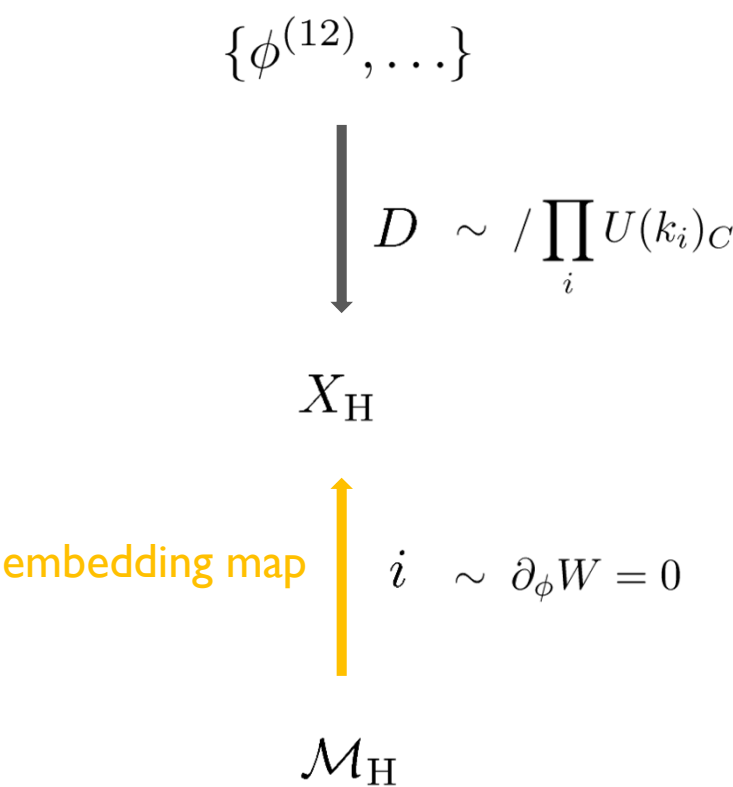 {ϕ^(12), …}
D ∼ / ∏_i U(k_i)_C
X_H
embedding map i ∼ ∂_ϕ W = 0
ℳ_H